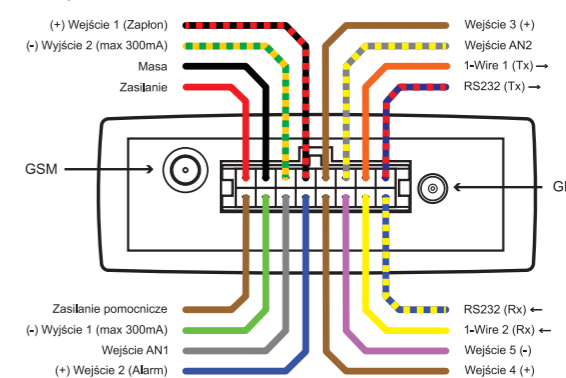 (+) Wejście 1 (Zapłon)
(-) Wyjście 2 (max 300mA)
Masa
Zasilanie
Wejście 3 (+)
Wejście AN2
1-Wire 1 (Tx) →
RS232 (Tx) →
GSM
Zasilanie pomocnicze
(-) Wyjście 1 (max 300mA)
Wejście AN1
(+) Wejście 2 (Alarm)
RS232 (Rx) ←
1-Wire 2 (Rx) ←
Wejście 5 (-)
Wejście 4 (+)